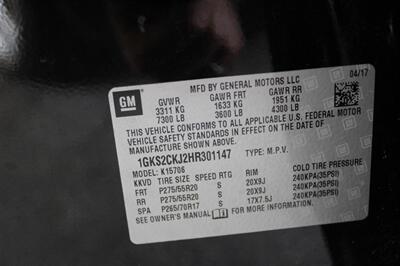 MFD BY GENERAL MOTORS LLC 04/17
GM
GVWR GAWR FRT GAWR RR
3311 KG 1633 KG 1951 KG
7300 LB 3600 LB 4300 LB
THIS VEHICLE CONFORMS TO ALL APPLICABLE U.S. FEDERAL MOTOR
VEHICLE SAFETY STANDARDS IN EFFECT ON THE DATE OF
MANUFACTURE SHOWN ABOVE.
1GKS2CKJ2HR301147 TYPE: M.P.V.
MODEL: K15706
KKVD TIRE SIZE SPEED RTG RIM COLD TIRE PRESSURE
FRT P275/55R20 S 20X9J 240KPA(35PSI)
RR P275/55R20 S 20X9J 240KPA(35PSI)
SPA P265/70R17 S 17X7.5J 240KPA(35PSI)
SEE OWNER'S MANUAL FOR MORE INFORMATION.